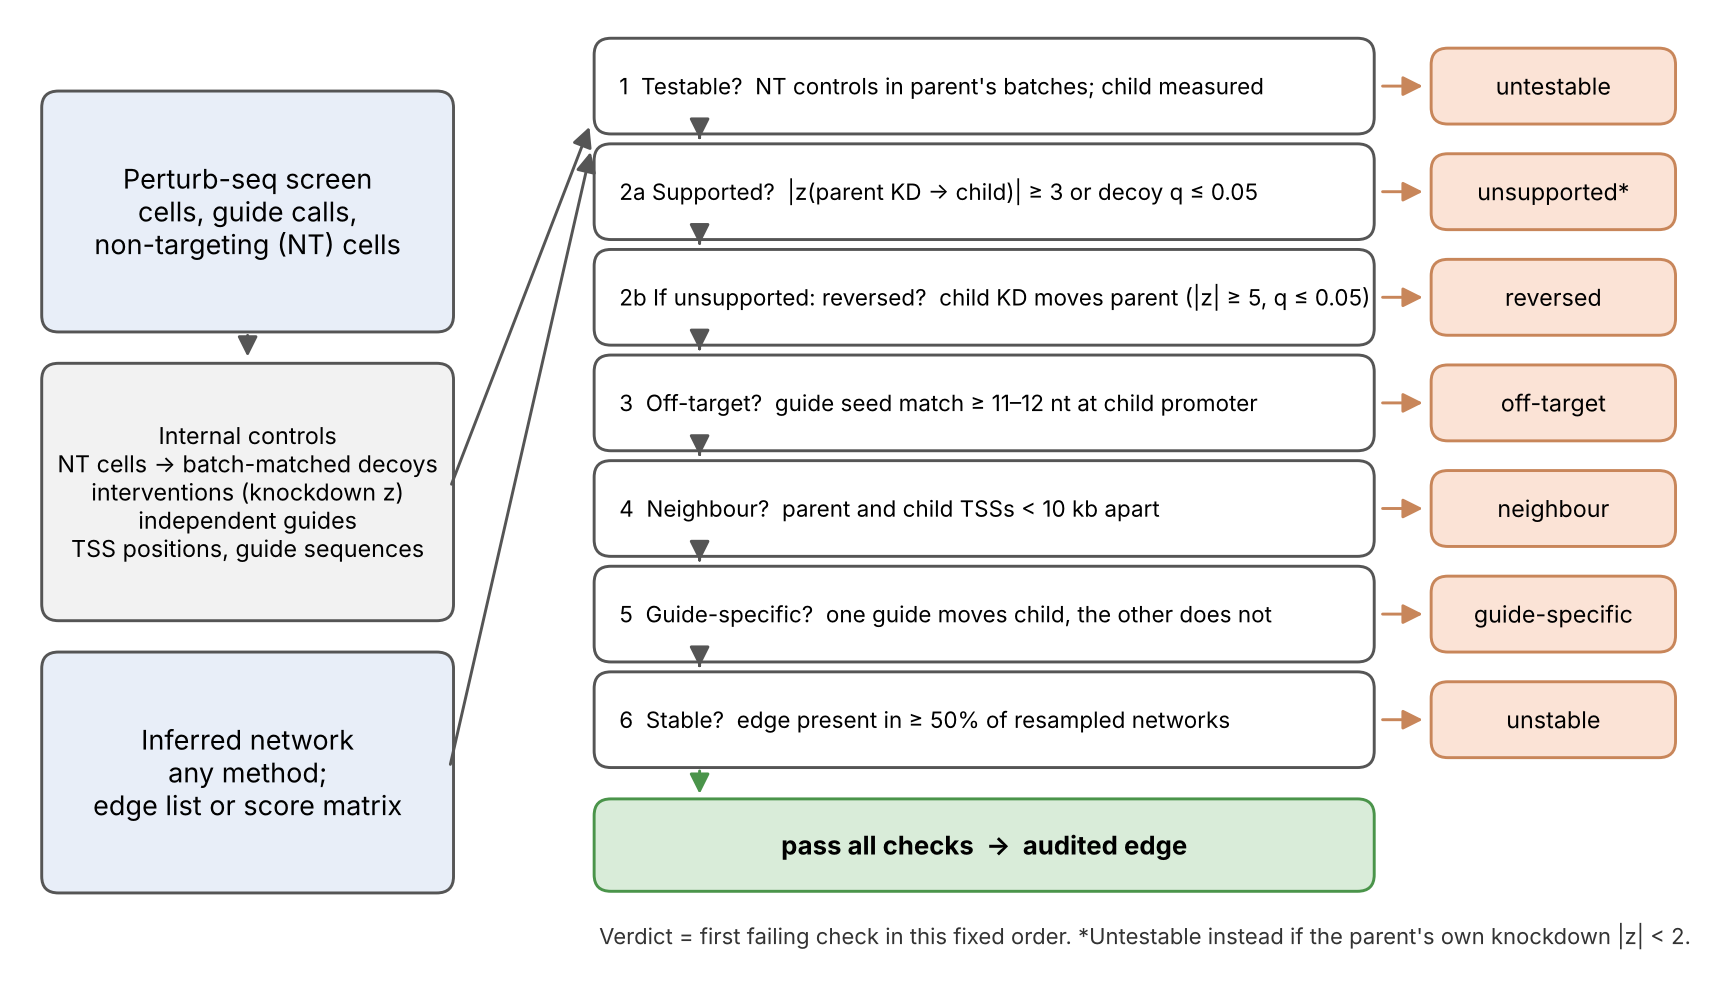 Perturb-seq screen
cells, guide calls,
non-targeting (NT) cells
Internal controls
NT cells → batch-matched decoys
interventions (knockdown z)
independent guides
TSS positions, guide sequences
Inferred network
any method;
edge list or score matrix
1 Testable? NT controls in parent's batches; child measured
untestable
2a Supported? |z(parent KD → child)| ≥ 3 or decoy q ≤ 0.05
unsupported*
2b If unsupported: reversed? child KD moves parent (|z| ≥ 5, q ≤ 0.05)
reversed
3 Off-target? guide seed match ≥ 11–12 nt at child promoter
off-target
4 Neighbour? parent and child TSSs < 10 kb apart
neighbour
5 Guide-specific? one guide moves child, the other does not
guide-specific
6 Stable? edge present in ≥ 50% of resampled networks
unstable
pass all checks → audited edge
Verdict = first failing check in this fixed order. *Untestable instead if the parent's own knockdown |z| < 2.